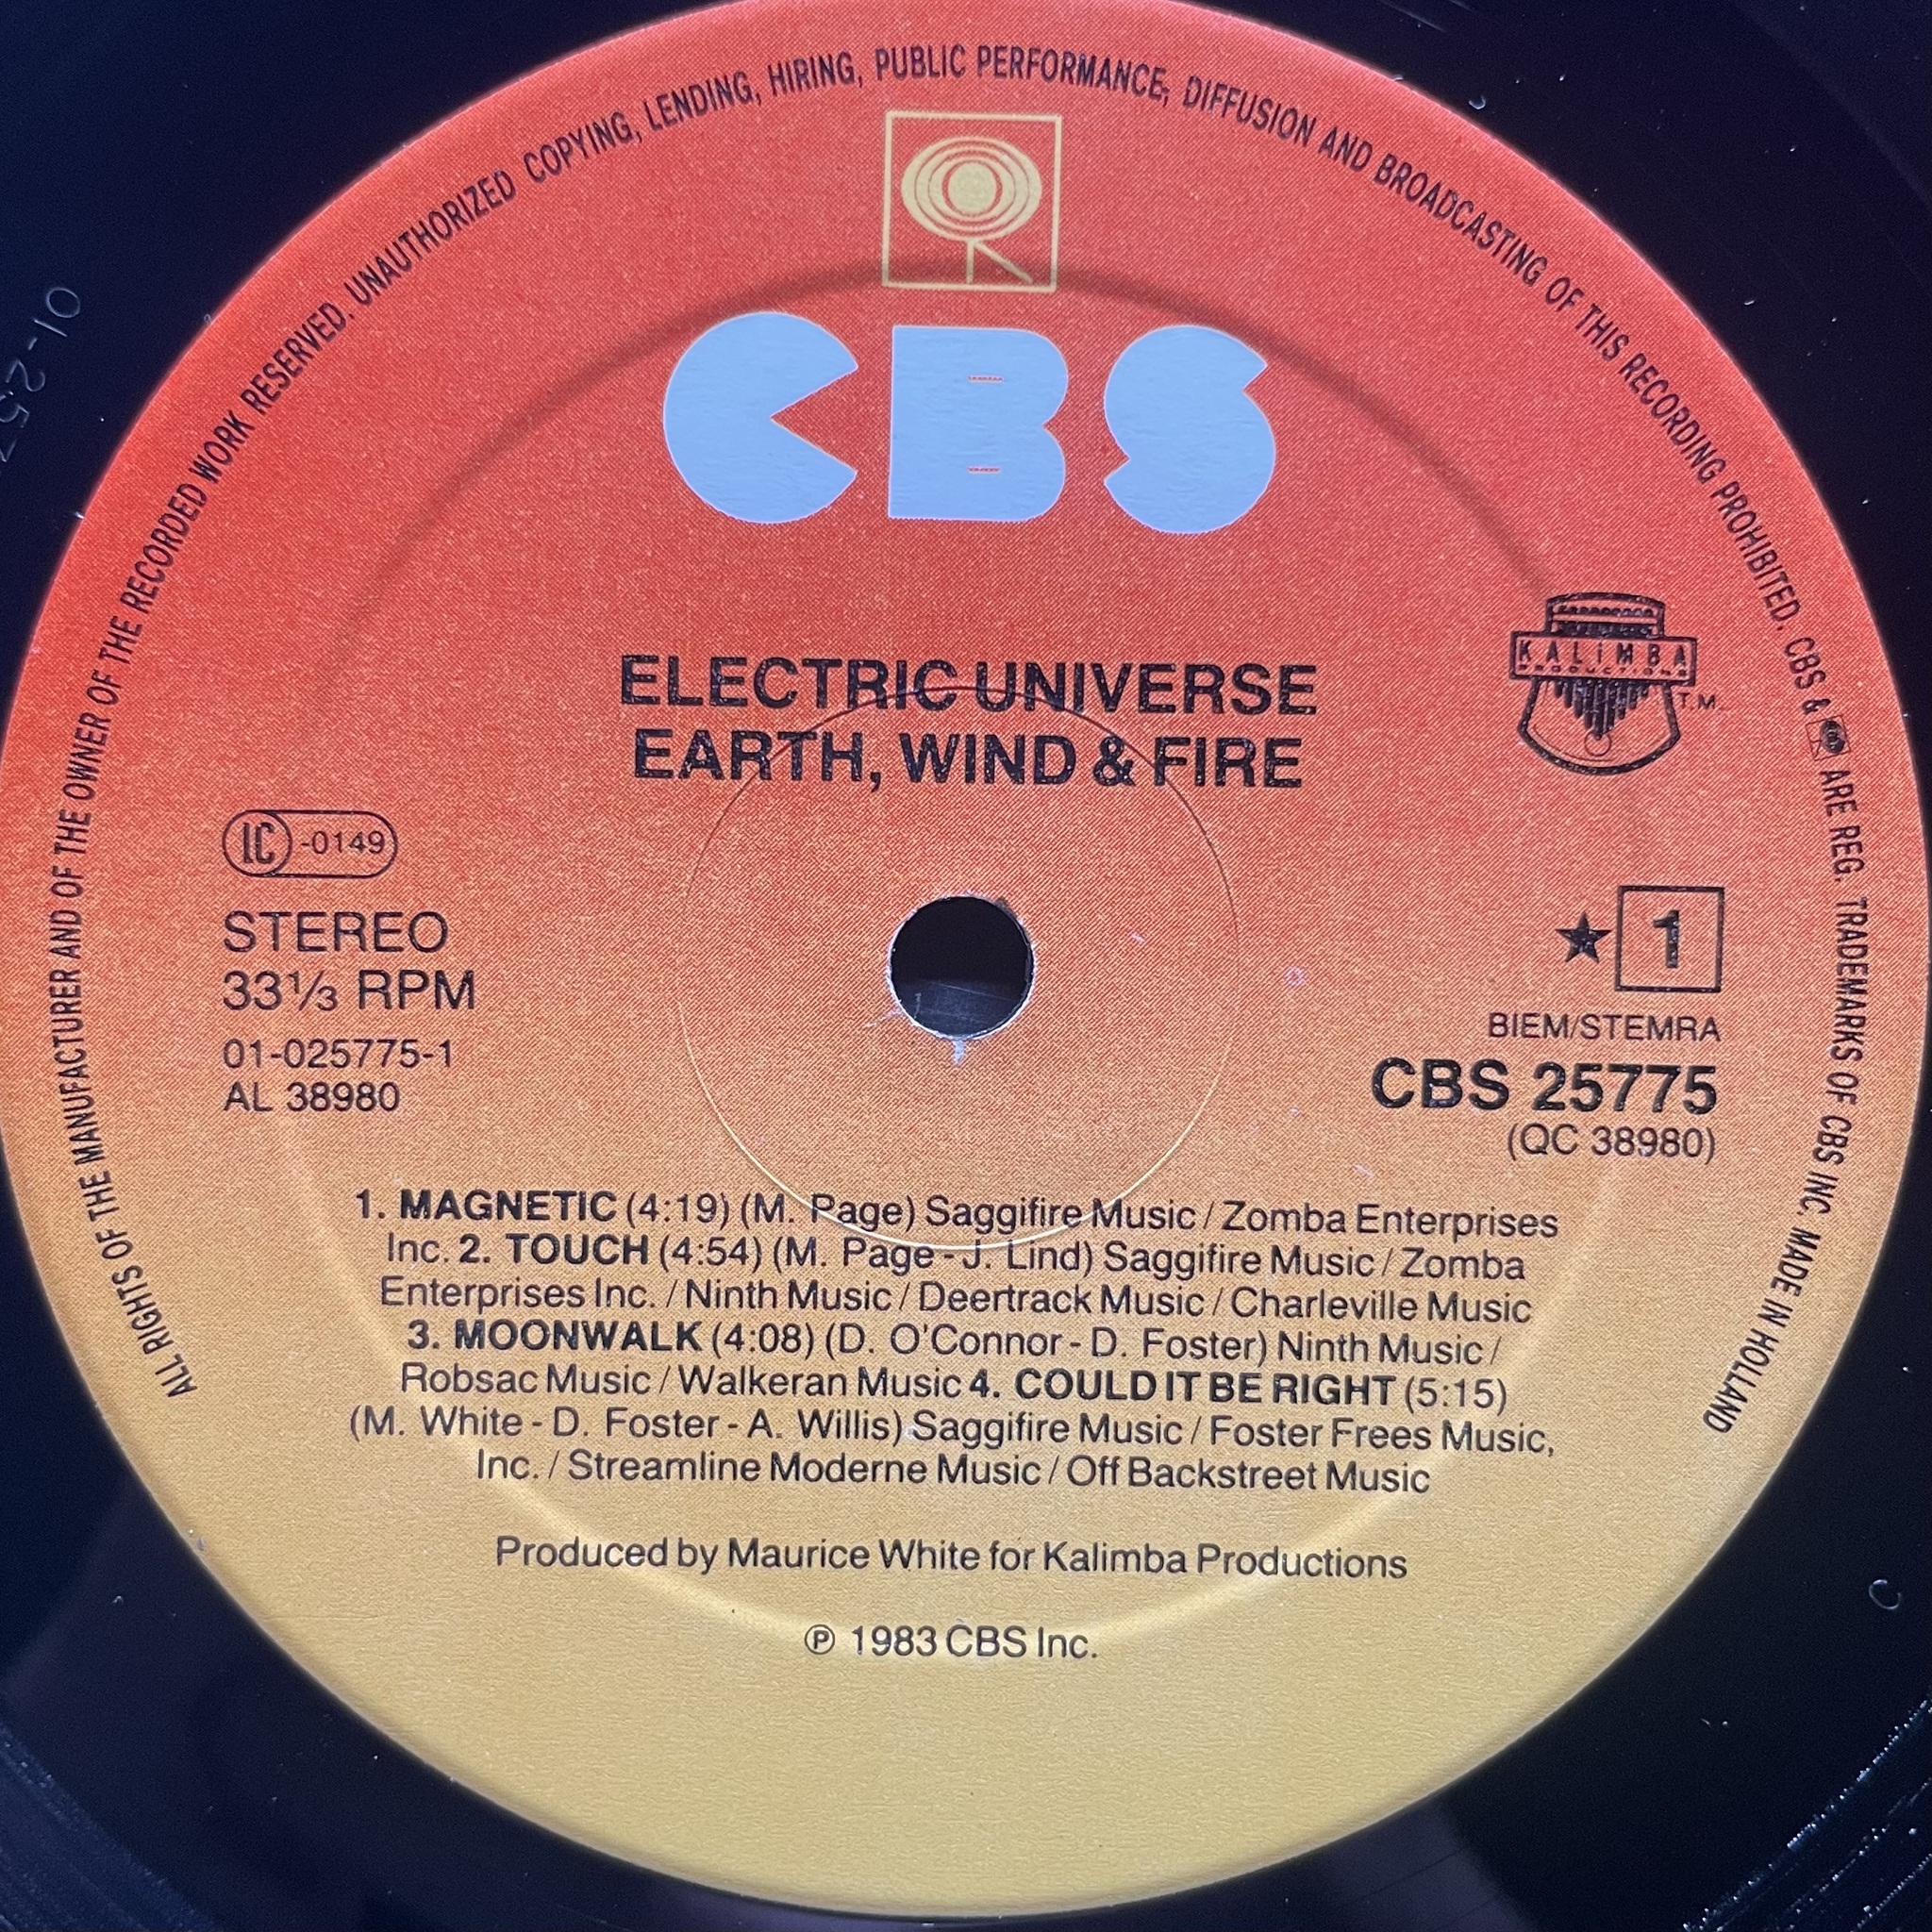 ALL RIGHTS OF THE MANUFACTURER AND OF THE OWNER OF THE RECORDED WORK RESERVED. UNAUTHORIZED COPYING, LENDING, HIRING, PUBLIC PERFORMANCE, DIFFUSION AND BROADCASTING OF THIS RECORDING PROHIBITED. CBS & ARE REG. TRADEMARKS OF CBS INC. MADE IN HOLLAND
CBS
ELECTRIC UNIVERSE
EARTH, WIND & FIRE
KALIMBA
PRODUCTIONS
T.M.
LC -0149
STEREO
33⅓ RPM
01-025775-1
AL 38980
★ 1
BIEM/STEMRA
CBS 25775
(QC 38980)
1. MAGNETIC (4:19) (M. Page) Saggifire Music / Zomba Enterprises
Inc. 2. TOUCH (4:54) (M. Page - J. Lind) Saggifire Music / Zomba
Enterprises Inc. / Ninth Music / Deertrack Music / Charleville Music
3. MOONWALK (4:08) (D. O'Connor - D. Foster) Ninth Music /
Robsac Music / Walkeran Music 4. COULD IT BE RIGHT (5:15)
(M. White - D. Foster - A. Willis) Saggifire Music / Foster Frees Music,
Inc. / Streamline Moderne Music / Off Backstreet Music
Produced by Maurice White for Kalimba Productions
℗ 1983 CBS Inc.